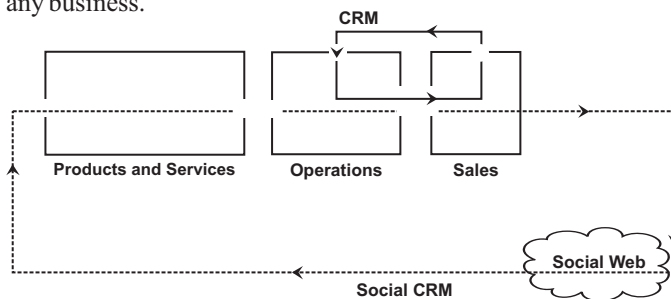 any business.
CRM
Products and Services Operations Sales
Social Web
Social CRM